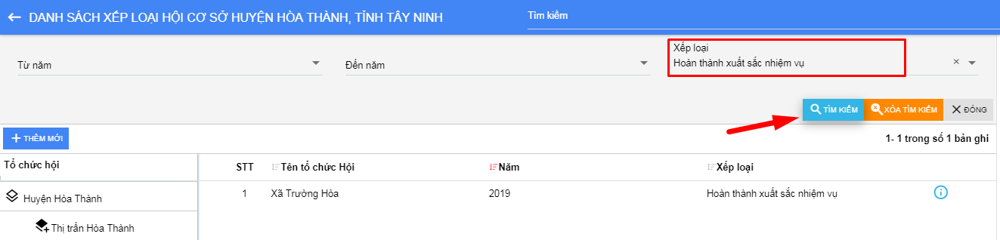 DANH SÁCH XẾP LOẠI HỘI CƠ SỞ HUYỆN HÒA THÀNH, TỈNH TÂY NINH
Tìm kiếm
Từ năm
Đến năm
Xếp loại
Hoàn thành xuất sắc nhiệm vụ
TÌM KIẾM
XÓA TÌM KIẾM
ĐÓNG
THÊM MỚI
1- 1 trong số 1 bản ghi
Tổ chức hội
STT Tên tổ chức Hội Năm Xếp loại
1 Xã Trường Hòa 2019 Hoàn thành xuất sắc nhiệm vụ
Huyện Hòa Thành
Thị trấn Hòa Thành